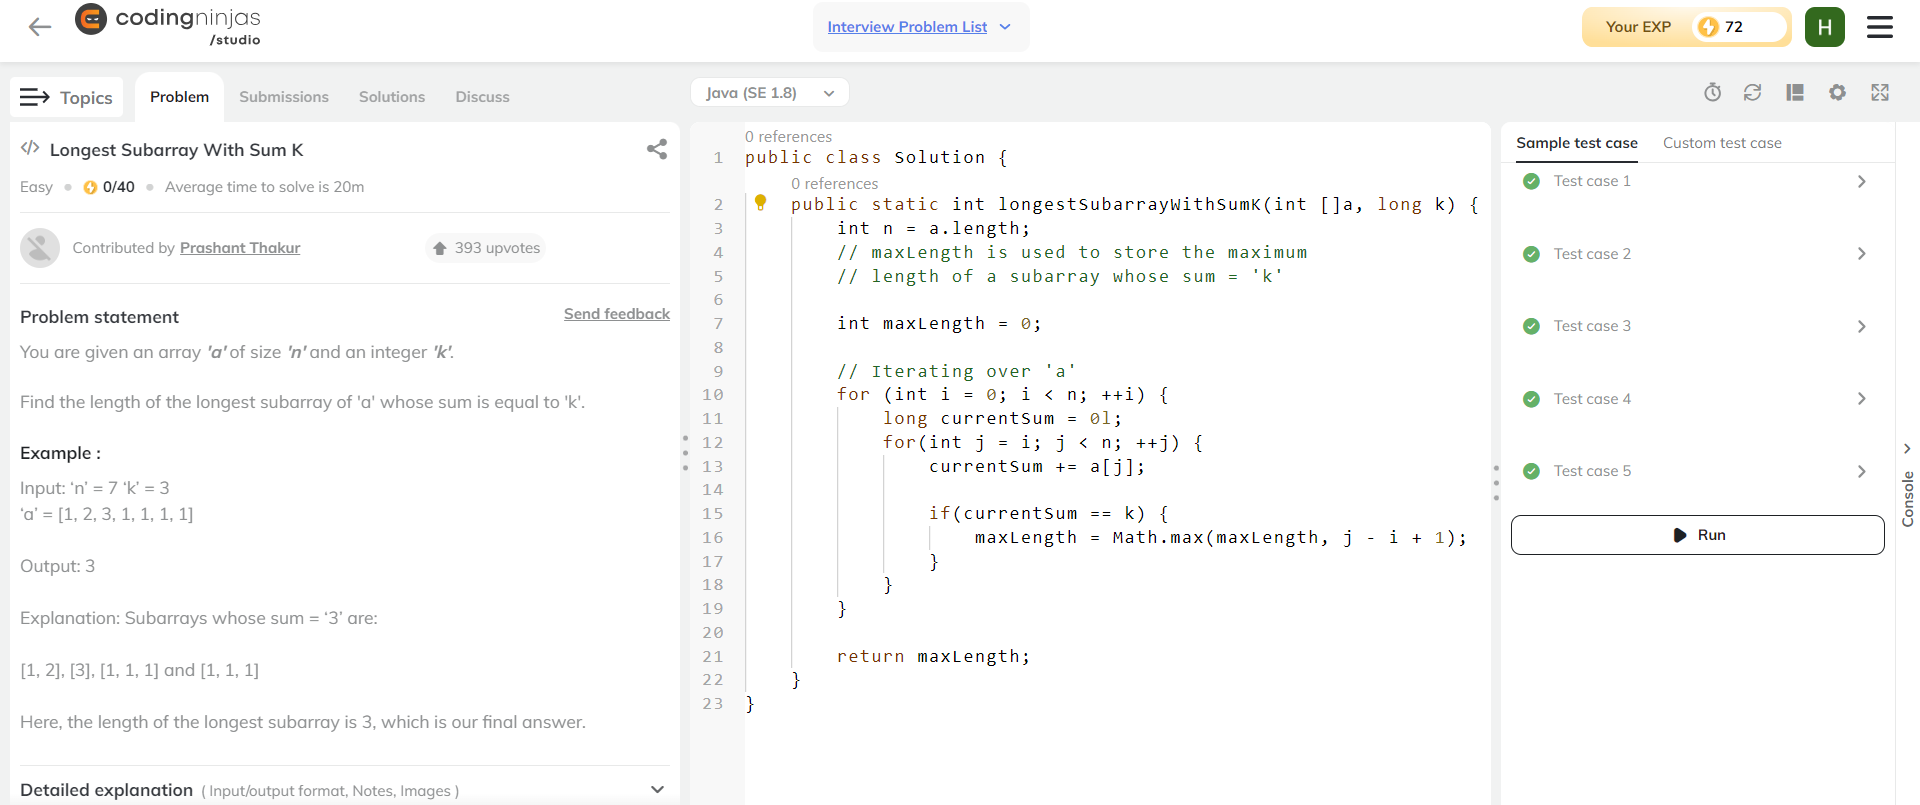 codingninjas
/studio
Interview Problem List
Your EXP 72
H
Topics
Problem Submissions Solutions Discuss
Java (SE 1.8)
Longest Subarray With Sum K
Easy 0/40 Average time to solve is 20m
Contributed by Prashant Thakur 393 upvotes
Problem statement Send feedback
You are given an array 'a' of size 'n' and an integer 'k'.
Find the length of the longest subarray of 'a' whose sum is equal to 'k'.
Example :
Input: ‘n’ = 7 ‘k’ = 3
‘a’ = [1, 2, 3, 1, 1, 1, 1]
Output: 3
Explanation: Subarrays whose sum = ‘3’ are:
[1, 2], [3], [1, 1, 1] and [1, 1, 1]
Here, the length of the longest subarray is 3, which is our final answer.
Detailed explanation ( Input/output format, Notes, Images )
0 references
1 public class Solution {
0 references
2 public static int longestSubarrayWithSumK(int []a, long k) {
3 int n = a.length;
4 // maxLength is used to store the maximum
5 // length of a subarray whose sum = 'k'
6
7 int maxLength = 0;
8
9 // Iterating over 'a'
10 for (int i = 0; i < n; ++i) {
11 long currentSum = 0l;
12 for(int j = i; j < n; ++j) {
13 currentSum += a[j];
14
15 if(currentSum == k) {
16 maxLength = Math.max(maxLength, j - i + 1);
17 }
18 }
19 }
20
21 return maxLength;
22 }
23 }
Sample test case Custom test case
Test case 1
Test case 2
Test case 3
Test case 4
Test case 5
Run
Console